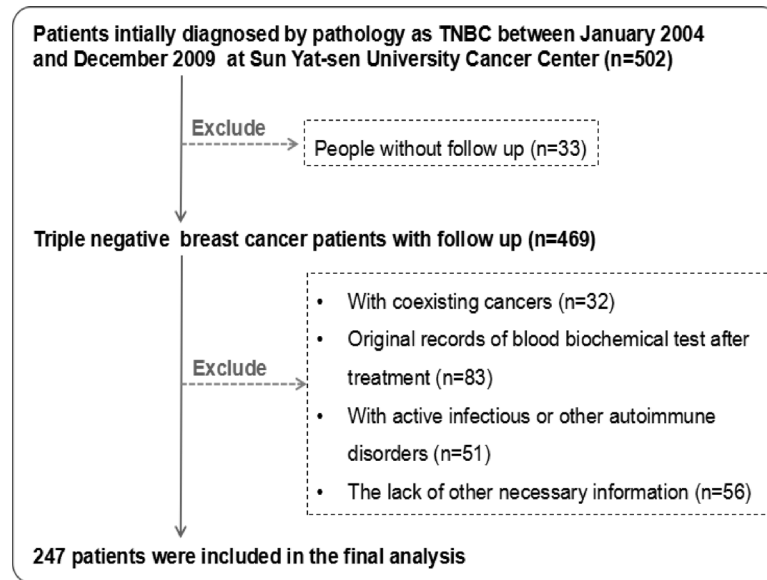 Patients intially diagnosed by pathology as TNBC between January 2004
and December 2009 at Sun Yat-sen University Cancer Center (n=502)
Exclude
People without follow up (n=33)
Triple negative breast cancer patients with follow up (n=469)
• With coexisting cancers (n=32)
• Original records of blood biochemical test after
treatment (n=83)
Exclude
• With active infectious or other autoimmune
disorders (n=51)
• The lack of other necessary information (n=56)
247 patients were included in the final analysis